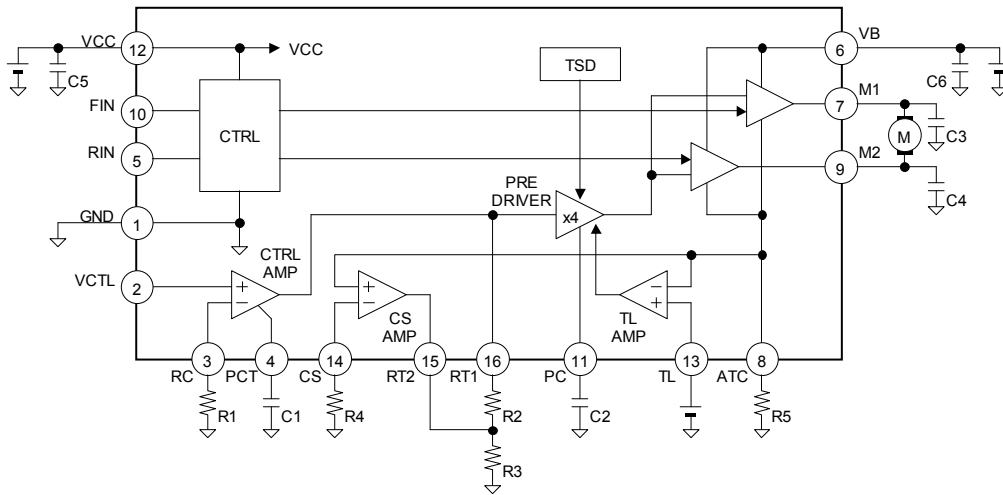 VCC 12 VCC VB 6
C5 TSD C6
FIN 10 M1 7
CTRL
M C3
RIN 5 M2 9
PRE
DRIVER
C4
GND 1
x4
CTRL
AMP
VCTL 2
+
−
+
−
CS
AMP
−
+
TL
AMP
3 4 14 15 16 11 13 8
RC PCT CS RT2 RT1 PC TL ATC
R1 C1 R4 R2 C2 R5
R3